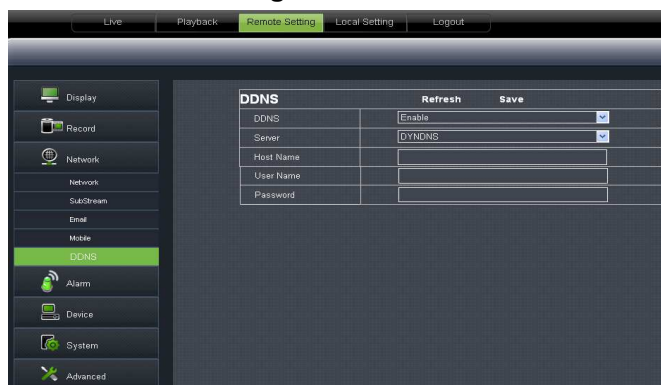 Live Playback Remote Setting Local Setting Logout
Display
Record
Network
Network
SubStream
Email
Mobile
DDNS
Alarm
Device
System
Advanced
DDNS Refresh Save
DDNS Enable
Server DYNDNS
Host Name
User Name
Password